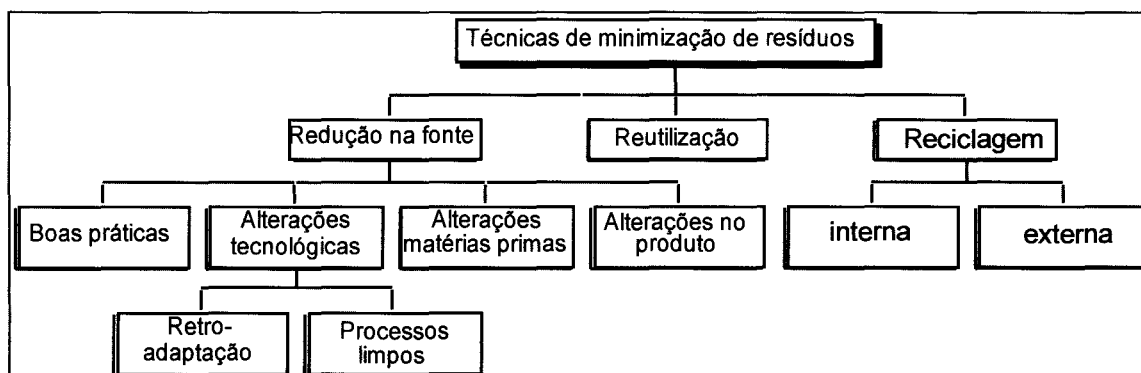 Técnicas de minimização de resíduos
Redução na fonte
Reutilização
Reciclagem
Boas práticas
Alterações
tecnológicas
Alterações
matérias primas
Alterações no
produto
interna
externa
Retro-
adaptação
Processos
limpos